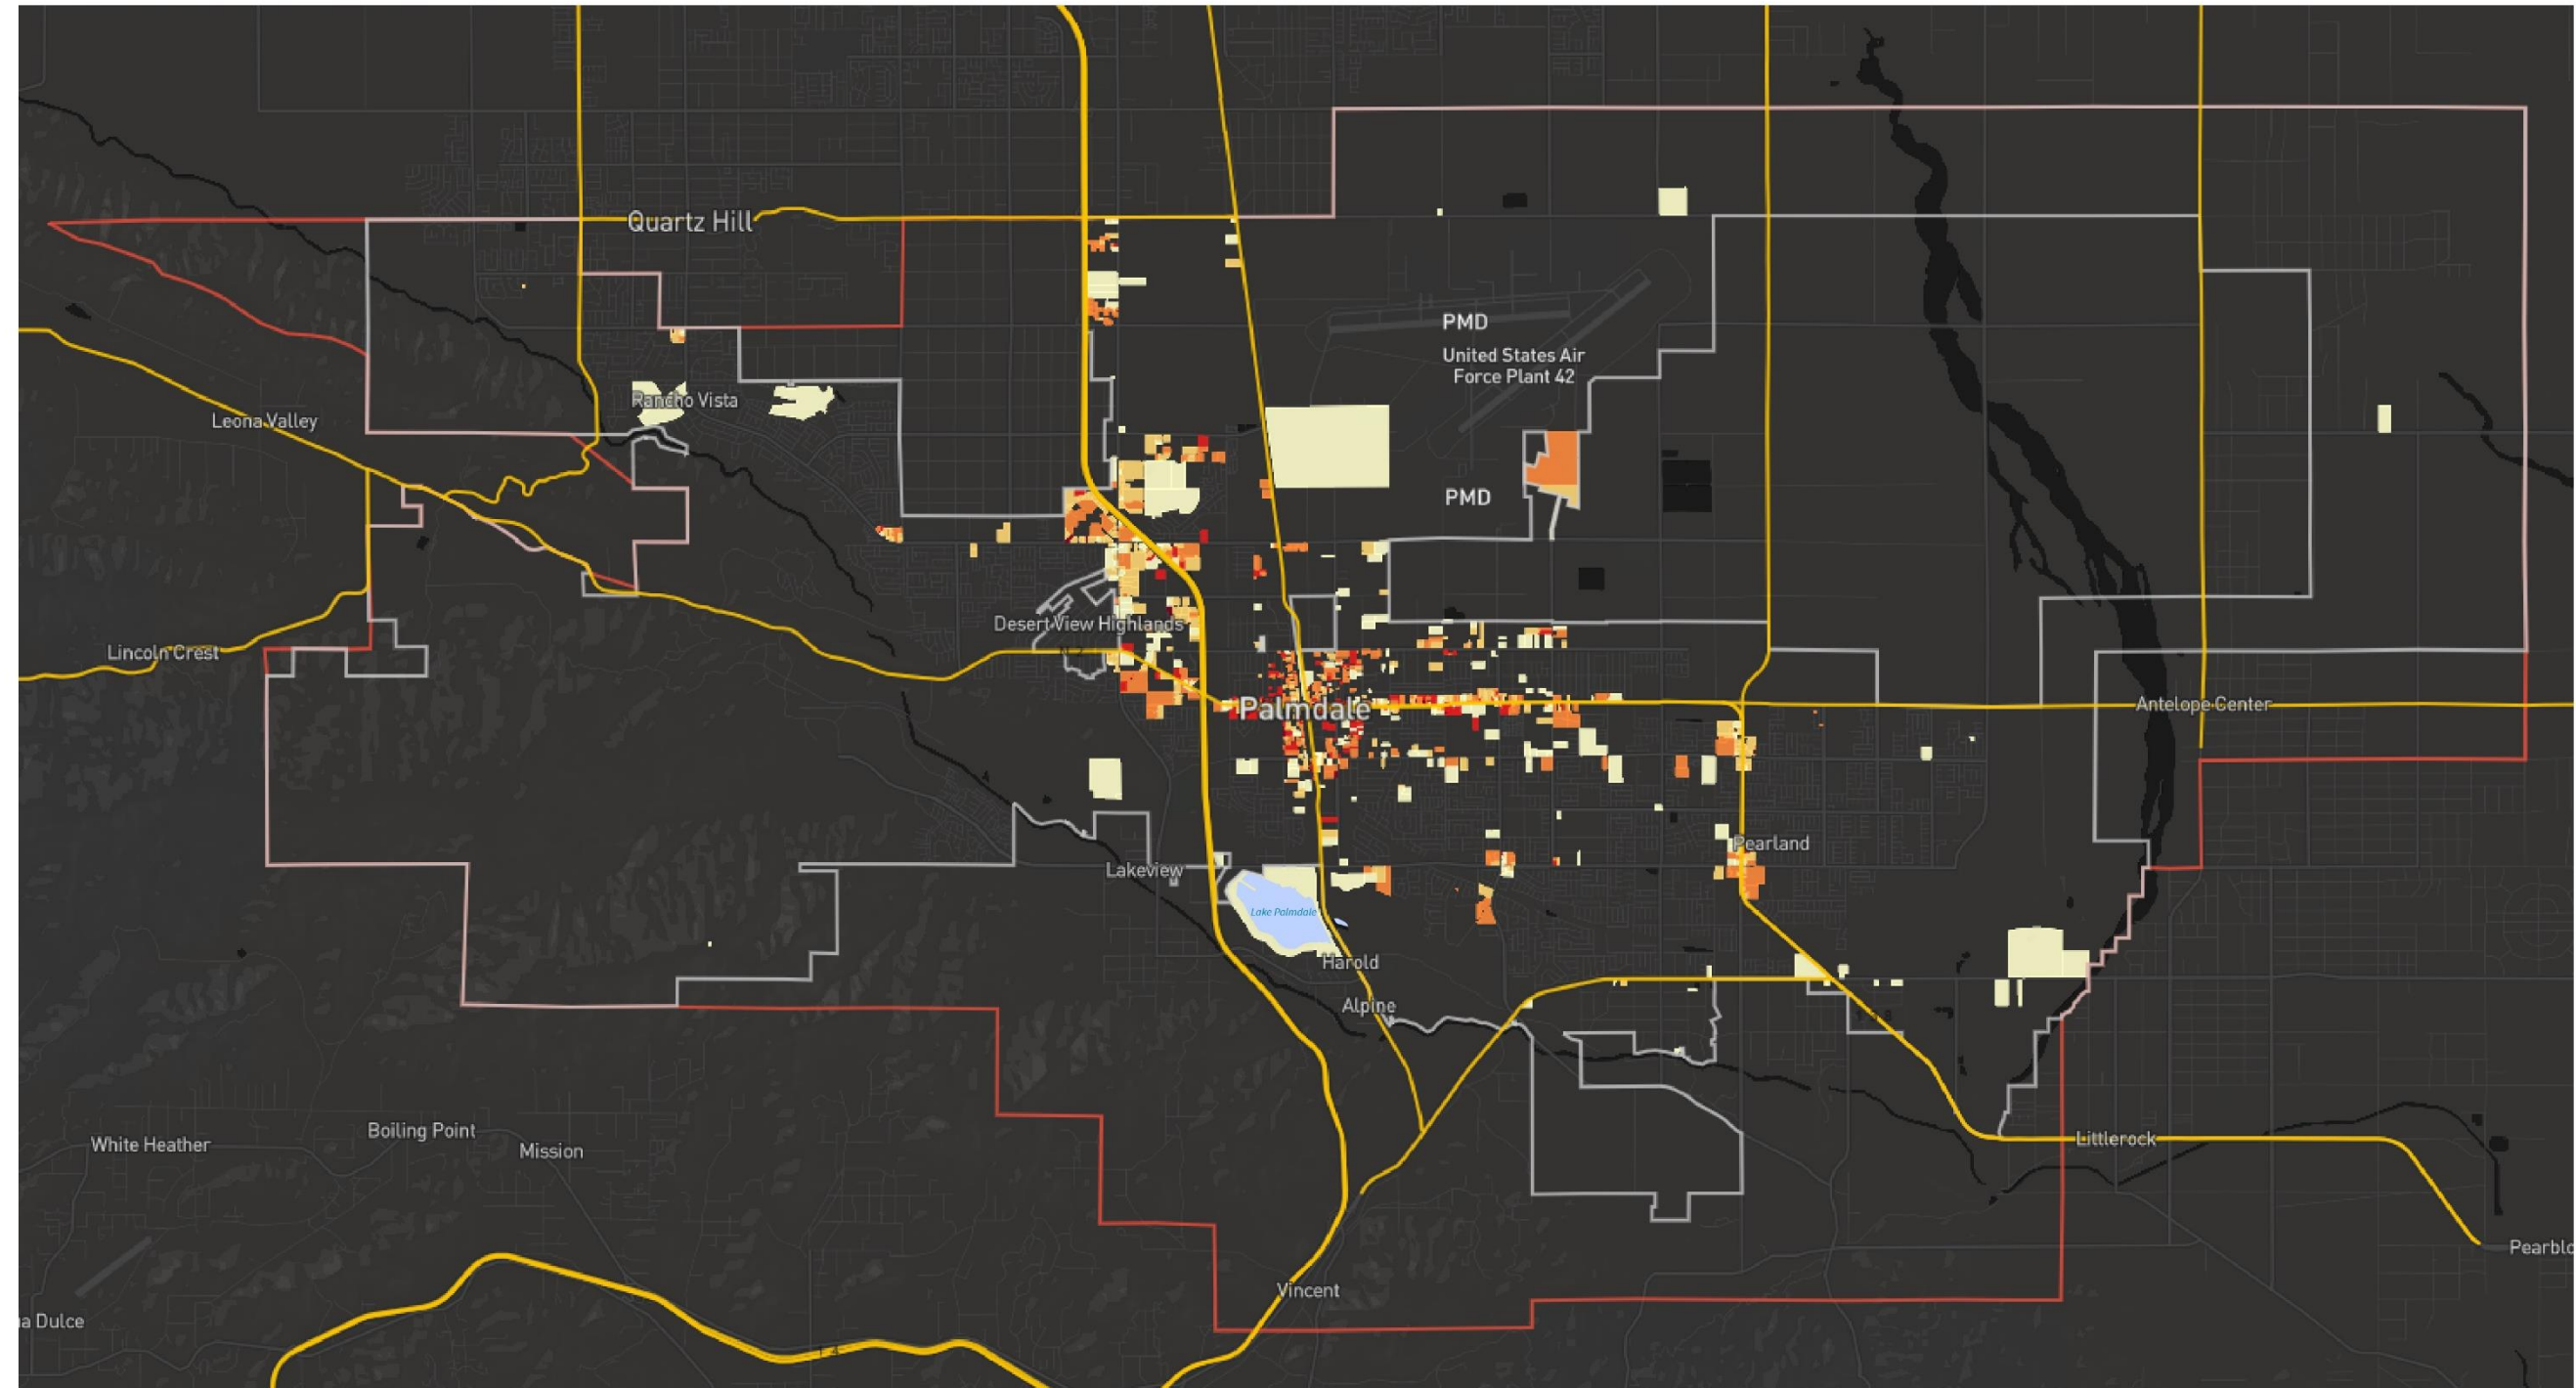 Quartz Hill
PMD
United States Air
Force Plant 42
Rancho Vista
Leona Valley
PMD
Desert View Highlands
Lincoln Crest
Palmdale
Antelope Center
Pearland
Lakeview
Lake Palmdale
Harold
Alpine
Boiling Point
White Heather
Mission
Littlerock
Pearblo
Vincent
a Dulce